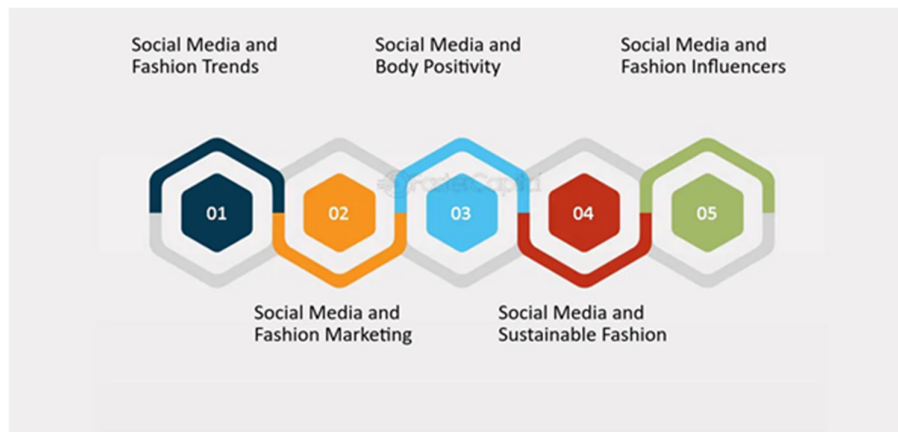 Social Media and
Fashion Trends
Social Media and
Body Positivity
Social Media and
Fashion Influencers
01
02
03
04
05
FasterCapital
Social Media and
Fashion Marketing
Social Media and
Sustainable Fashion